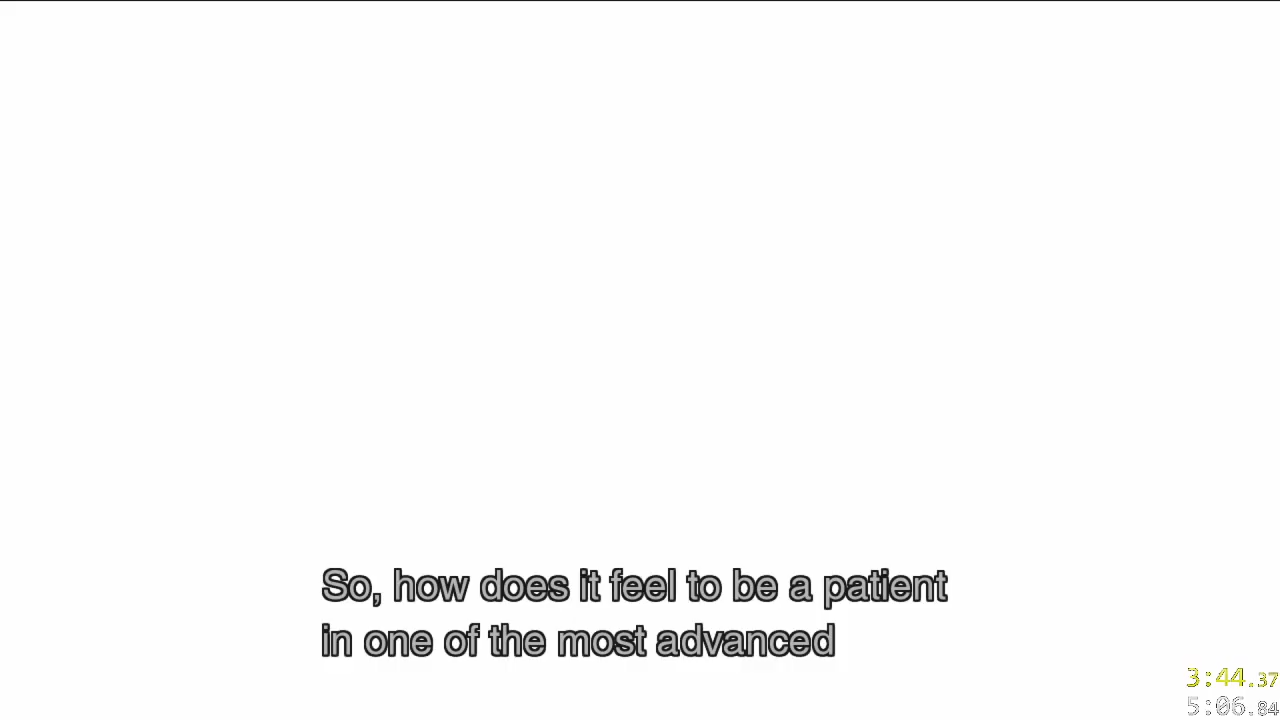 So, how does it feel to be a patient
in one of the most advanced
3:44.37
5:06.84